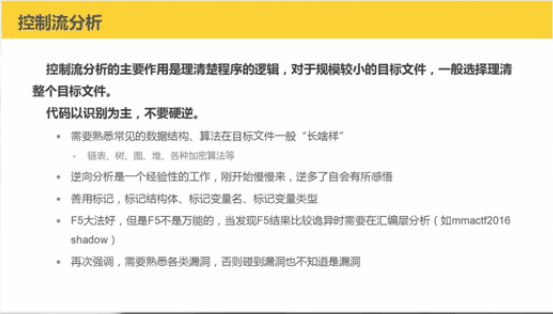 控制流分析
控制流分析的主要作用是理清楚程序的逻辑，对于规模较小的目标文件，一般选择理清
整个目标文件。
代码以识别为主，不要硬逆。
• 需要熟悉常见的数据结构、算法在目标文件一般“长啥样”
• 链表、树、图、堆、各种加密算法等
• 逆向分析是一个经验性的工作，刚开始慢慢来，逆多了自会有所感悟
• 善用标记，标记结构体、标记变量名、标记变量类型
• F5大法好，但是F5不是万能的，当发现F5结果比较诡异时需要在汇编层分析（如mmactf2016
shadow）
• 再次强调，需要熟悉各类漏洞，否则碰到漏洞也不知道是漏洞